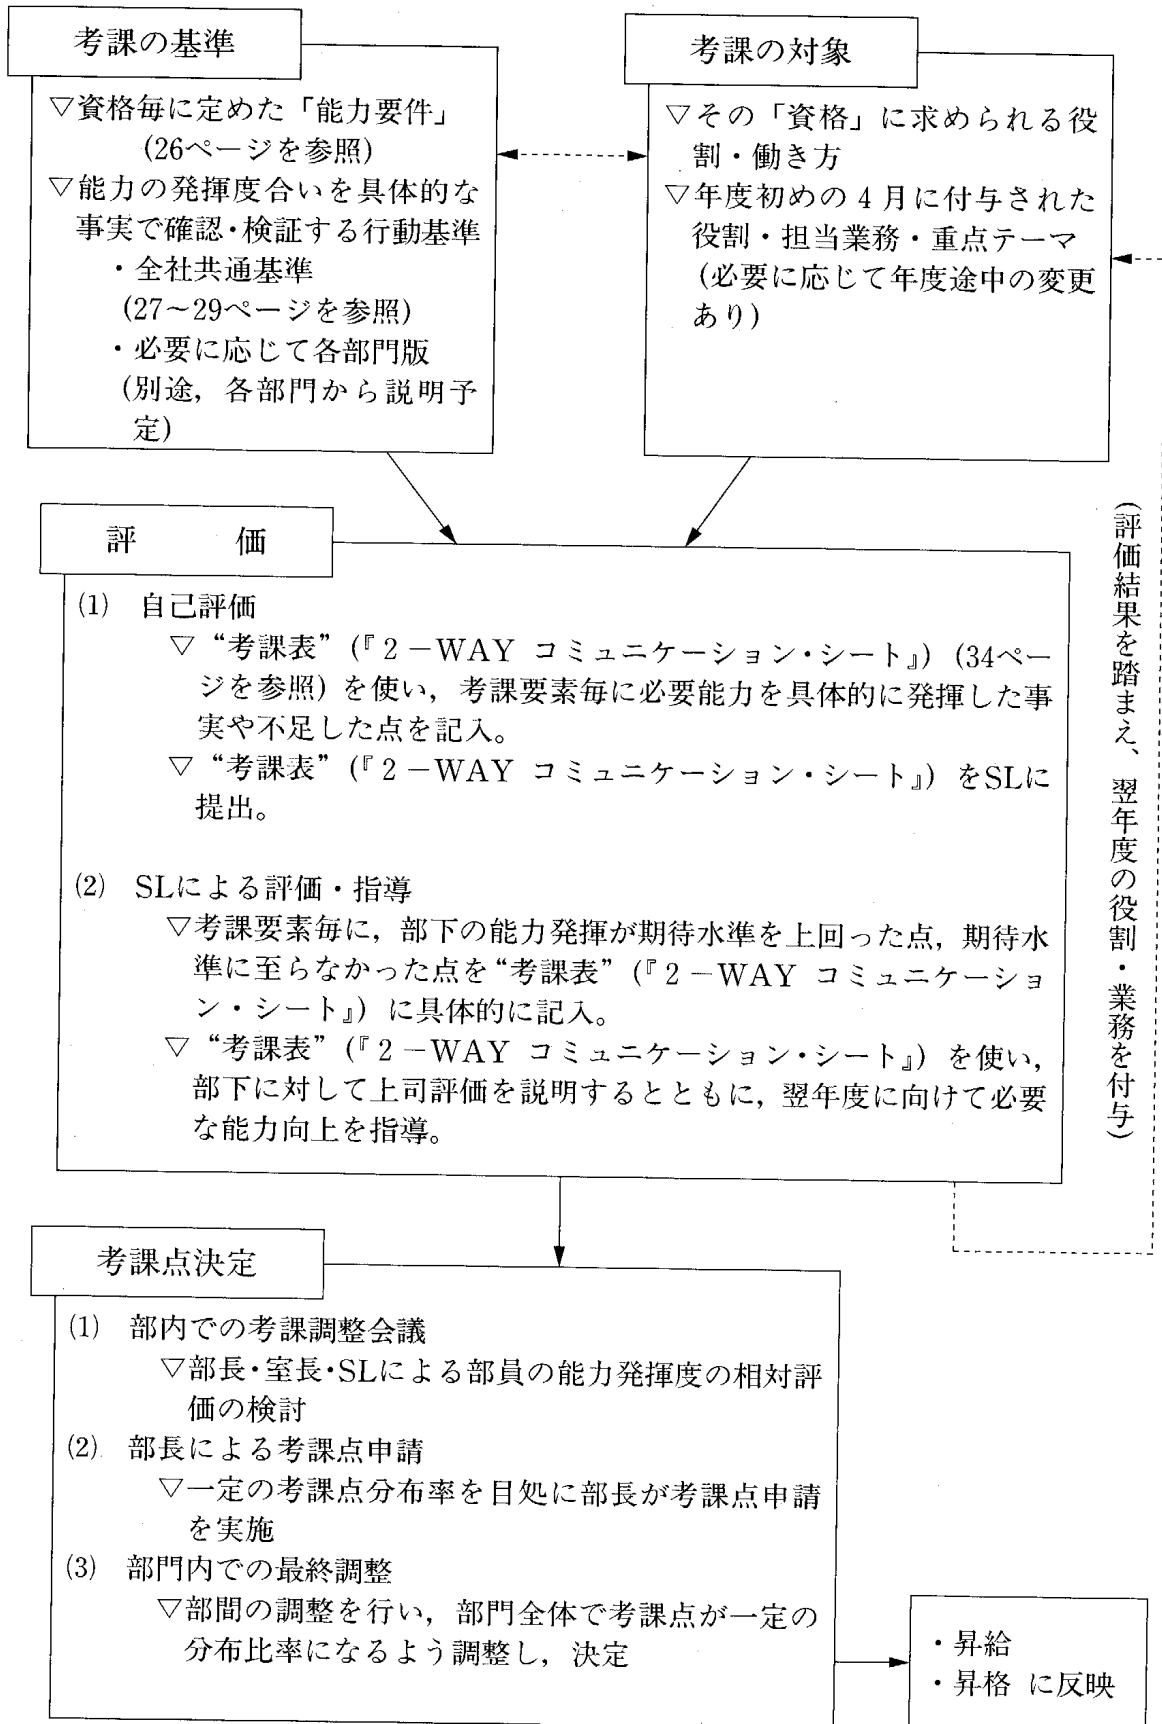 考課の基準
▽資格毎に定めた「能力要件」
(26ページを参照)
▽能力の発揮度合いを具体的な
事実で確認・検証する行動基準
・全社共通基準
(27～29ページを参照)
・必要に応じて各部門版
(別途，各部門から説明予
定)
考課の対象
▽その「資格」に求められる役
割・働き方
▽年度初めの4月に付与された
役割・担当業務・重点テーマ
(必要に応じて年度途中の変更
あり)
評　価
(1)　自己評価
▽“考課表”(『2－WAY コミュニケーション・シート』)(34ペー
ジを参照) を使い，考課要素毎に必要能力を具体的に発揮した事
実や不足した点を記入。
▽“考課表”(『2－WAY コミュニケーション・シート』) をSLに
提出。
(2)　SLによる評価・指導
▽考課要素毎に，部下の能力発揮が期待水準を上回った点，期待水
準に至らなかった点を“考課表”(『2－WAY コミュニケーショ
ン・シート』) に具体的に記入。
▽“考課表”(『2－WAY コミュニケーション・シート』) を使い，
部下に対して上司評価を説明するとともに，翌年度に向けて必要
な能力向上を指導。
(評価結果を踏まえ、翌年度の役割・業務を付与)
考課点決定
(1)　部内での考課調整会議
▽部長・室長・SLによる部員の能力発揮度の相対評
価の検討
(2)　部長による考課点申請
▽一定の考課点分布率を目処に部長が考課点申請
を実施
(3)　部門内での最終調整
▽部間の調整を行い，部門全体で考課点が一定の
分布比率になるよう調整し，決定
・昇給
・昇格 に反映